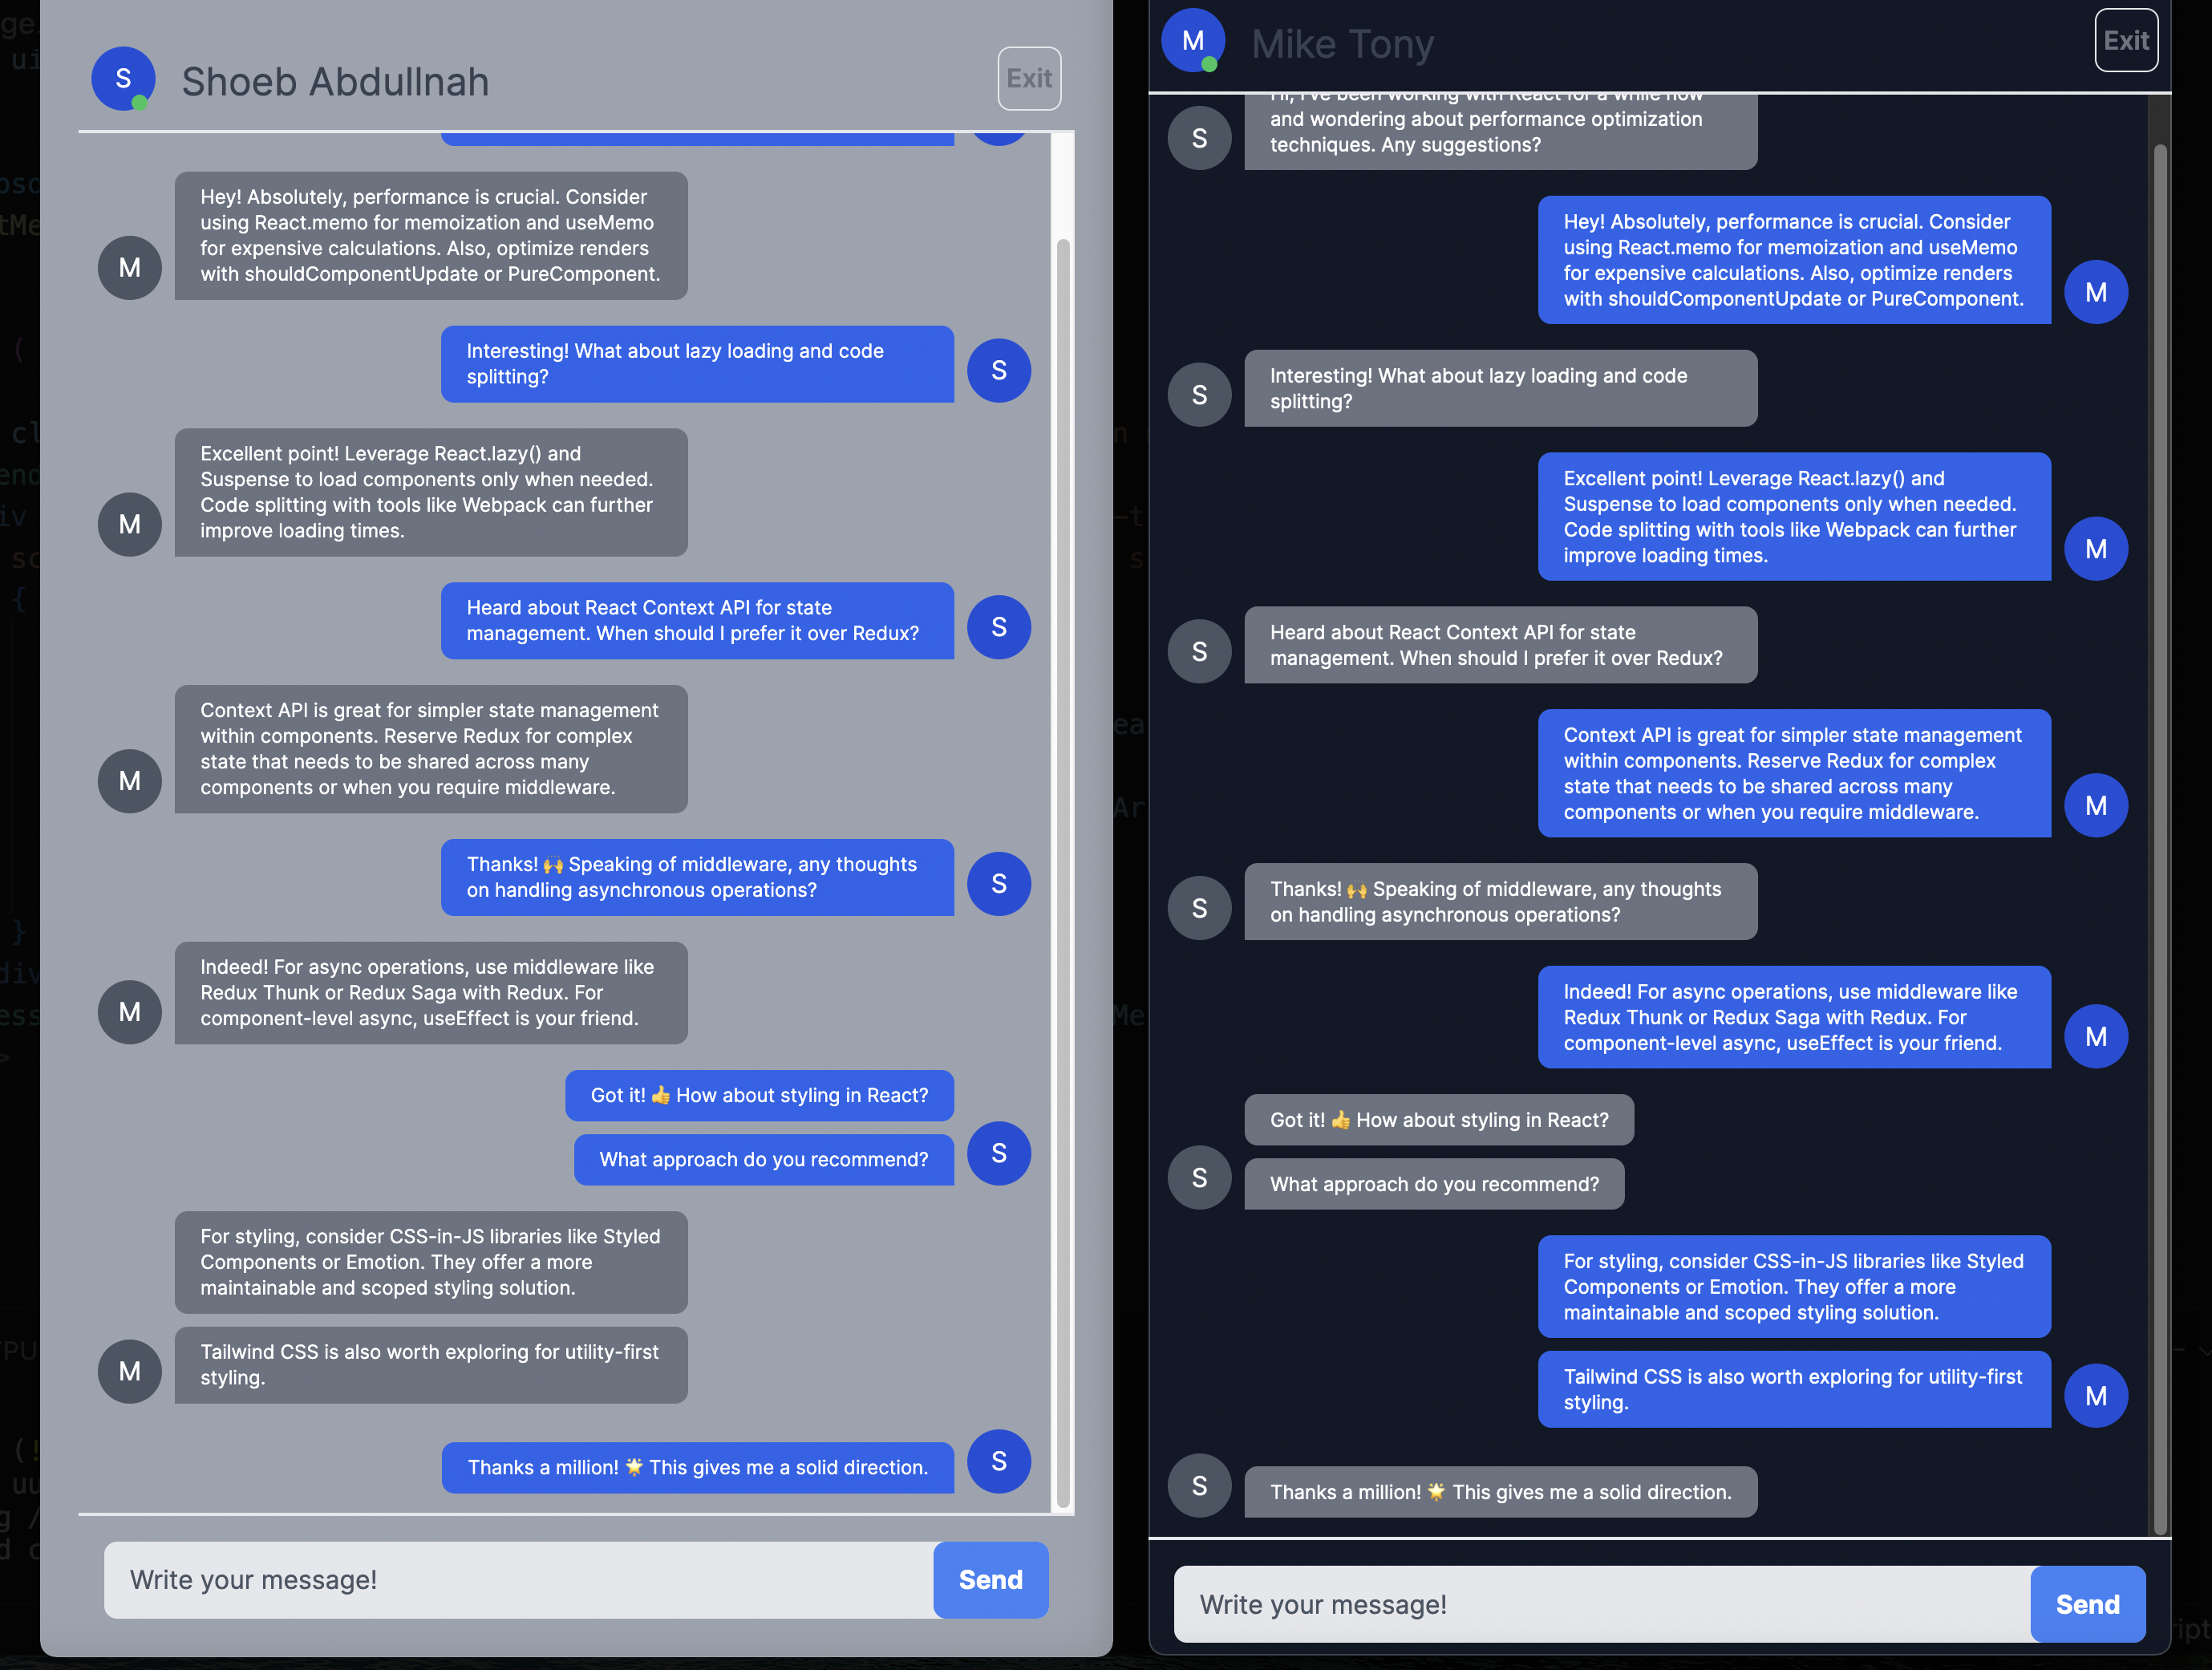 S
Shoeb Abdullnah
Exit
Hey! Absolutely, performance is crucial. Consider
using React.memo for memoization and useMemo
for expensive calculations. Also, optimize renders
with shouldComponentUpdate or PureComponent.
M
Interesting! What about lazy loading and code
splitting?
S
Excellent point! Leverage React.lazy() and
Suspense to load components only when needed.
Code splitting with tools like Webpack can further
improve loading times.
M
Heard about React Context API for state
management. When should I prefer it over Redux?
S
Context API is great for simpler state management
within components. Reserve Redux for complex
state that needs to be shared across many
components or when you require middleware.
M
Thanks! 🙌 Speaking of middleware, any thoughts
on handling asynchronous operations?
S
Indeed! For async operations, use middleware like
Redux Thunk or Redux Saga with Redux. For
component-level async, useEffect is your friend.
M
Got it! 👍 How about styling in React?
What approach do you recommend?
S
For styling, consider CSS-in-JS libraries like Styled
Components or Emotion. They offer a more
maintainable and scoped styling solution.
Tailwind CSS is also worth exploring for utility-first
styling.
M
Thanks a million! 🌟 This gives me a solid direction.
S
Write your message!
Send
M
Mike Tony
Exit
Hi, I've been working with React for a while now
and wondering about performance optimization
techniques. Any suggestions?
S
Hey! Absolutely, performance is crucial. Consider
using React.memo for memoization and useMemo
for expensive calculations. Also, optimize renders
with shouldComponentUpdate or PureComponent.
M
Interesting! What about lazy loading and code
splitting?
S
Excellent point! Leverage React.lazy() and
Suspense to load components only when needed.
Code splitting with tools like Webpack can further
improve loading times.
M
Heard about React Context API for state
management. When should I prefer it over Redux?
S
Context API is great for simpler state management
within components. Reserve Redux for complex
state that needs to be shared across many
components or when you require middleware.
M
Thanks! 🙌 Speaking of middleware, any thoughts
on handling asynchronous operations?
S
Indeed! For async operations, use middleware like
Redux Thunk or Redux Saga with Redux. For
component-level async, useEffect is your friend.
M
Got it! 👍 How about styling in React?
What approach do you recommend?
S
For styling, consider CSS-in-JS libraries like Styled
Components or Emotion. They offer a more
maintainable and scoped styling solution.
Tailwind CSS is also worth exploring for utility-first
styling.
M
Thanks a million! 🌟 This gives me a solid direction.
S
Write your message!
Send